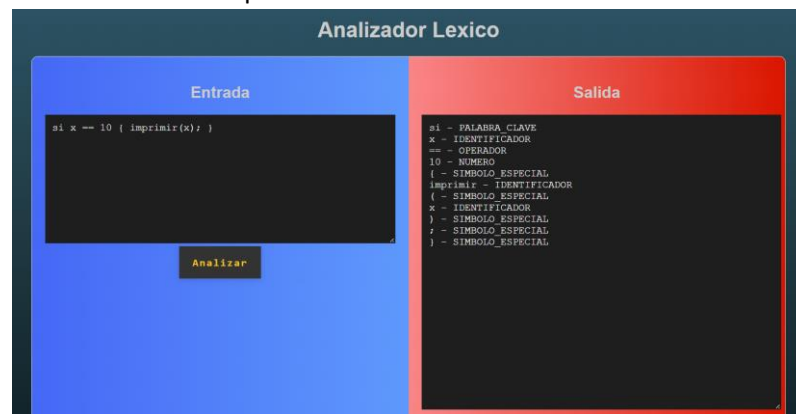 Analizador Lexico
Entrada
si x == 10 { imprimir(x); }
Analizar
Salida
si - PALABRA_CLAVE
x - IDENTIFICADOR
== - OPERADOR
10 - NUMERO
{ - SIMBOLO_ESPECIAL
imprimir - IDENTIFICADOR
( - SIMBOLO_ESPECIAL
x - IDENTIFICADOR
) - SIMBOLO_ESPECIAL
; - SIMBOLO_ESPECIAL
} - SIMBOLO_ESPECIAL